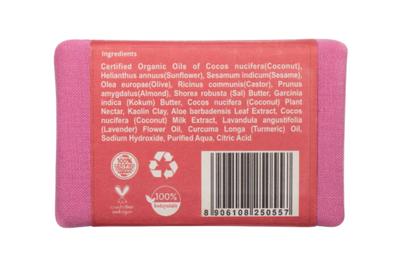 Ingredients
Certified Organic Oils of Cocos nucifera(Coconut),
Helianthus annuus(Sunflower), Sesamum indicum(Sesame),
Olea europae(Olive), Ricinus communis(Castor), Prunus
amygdalus(Almond), Shorea robusta (Sal) Butter, Garcinia
indica (Kokum) Butter, Cocos nucifera (Coconut) Plant
Nectar, Kaolin Clay, Aloe barbadensis Leaf Extract, Cocos
nucifera (Coconut) Milk Extract, Lavandula angustifolia
(Lavender) Flower Oil, Curcuma Longa (Turmeric) Oil,
Sodium Hydroxide, Purified Aqua, Citric Acid
100%
CERTIFIED
100%
Biodegradable
8 906108 250557